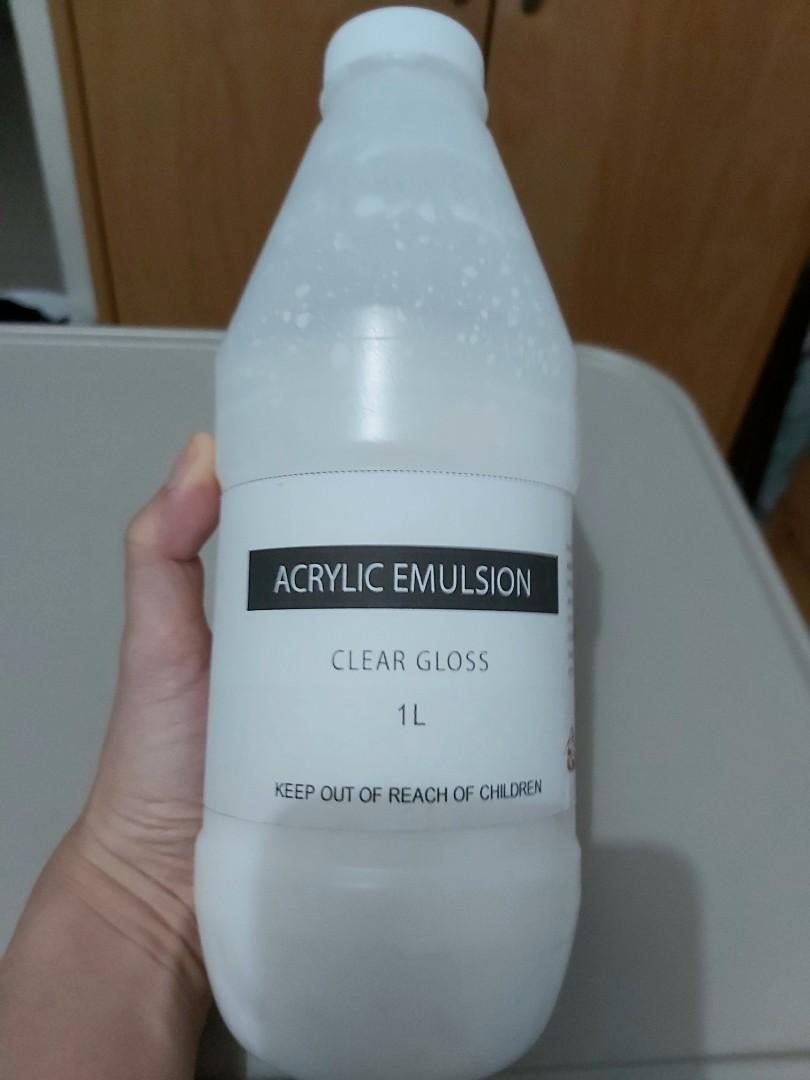 ACRYLIC EMULSION
CLEAR GLOSS
1L
KEEP OUT OF REACH OF CHILDREN